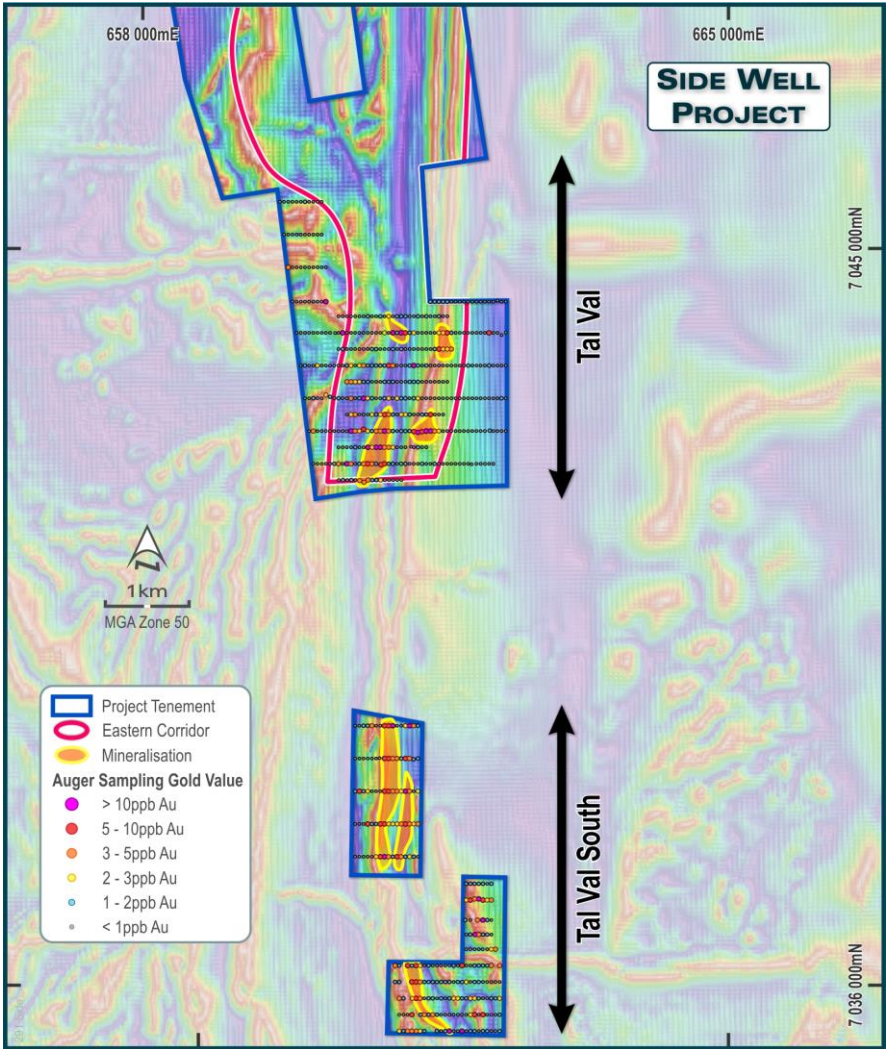 658 000mE
665 000mE
SIDE WELL
PROJECT
7 045 000mN
Tal Val
N
1km
MGA Zone 50
Project Tenement
Eastern Corridor
Mineralisation
Auger Sampling Gold Value
> 10ppb Au
5 - 10ppb Au
3 - 5ppb Au
2 - 3ppb Au
1 - 2ppb Au
< 1ppb Au
Tal Val South
7 036 000mN